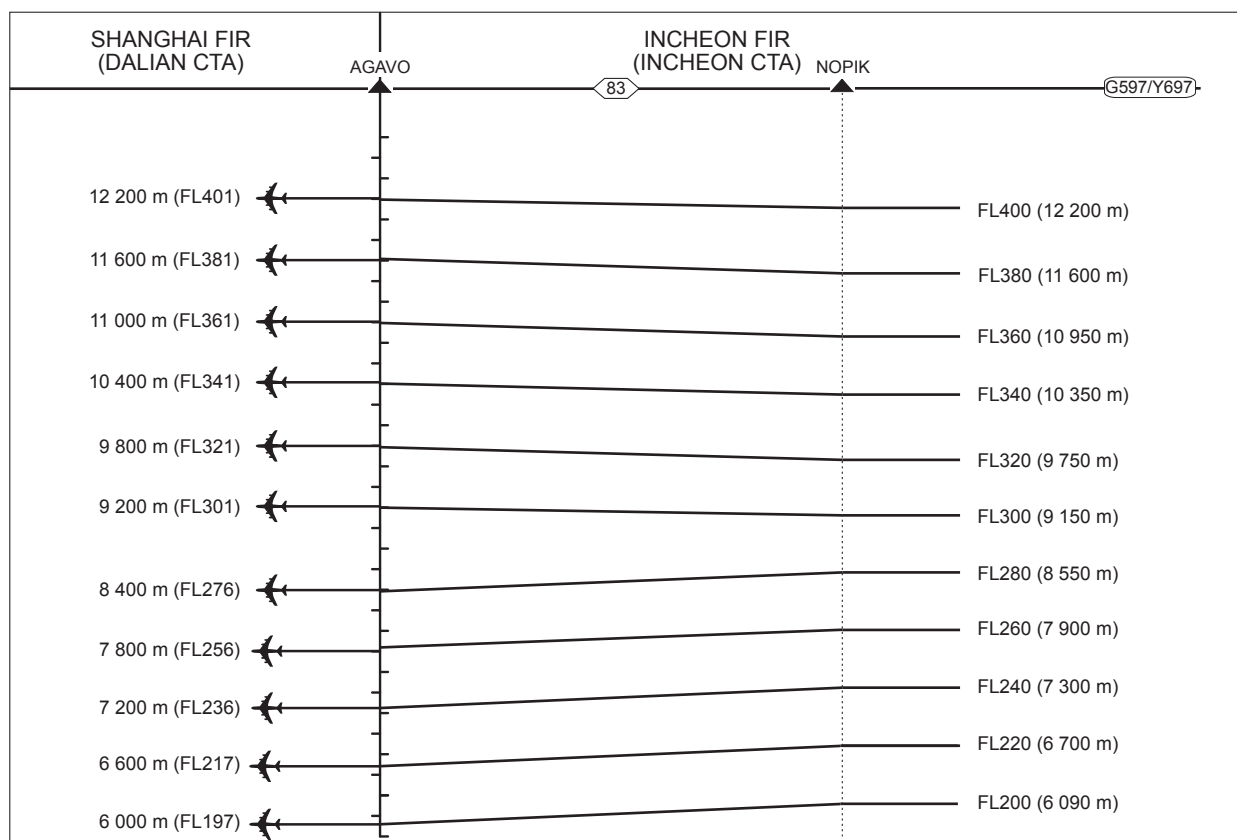 SHANGHAI FIR
(DALIAN CTA)
INCHEON FIR
(INCHEON CTA)
AGAVO
83
NOPIK
G597/Y697
12 200 m (FL401)
FL400 (12 200 m)
11 600 m (FL381)
FL380 (11 600 m)
11 000 m (FL361)
FL360 (10 950 m)
10 400 m (FL341)
FL340 (10 350 m)
9 800 m (FL321)
FL320 (9 750 m)
9 200 m (FL301)
FL300 (9 150 m)
8 400 m (FL276)
FL280 (8 550 m)
7 800 m (FL256)
FL260 (7 900 m)
7 200 m (FL236)
FL240 (7 300 m)
6 600 m (FL217)
FL220 (6 700 m)
6 000 m (FL197)
FL200 (6 090 m)